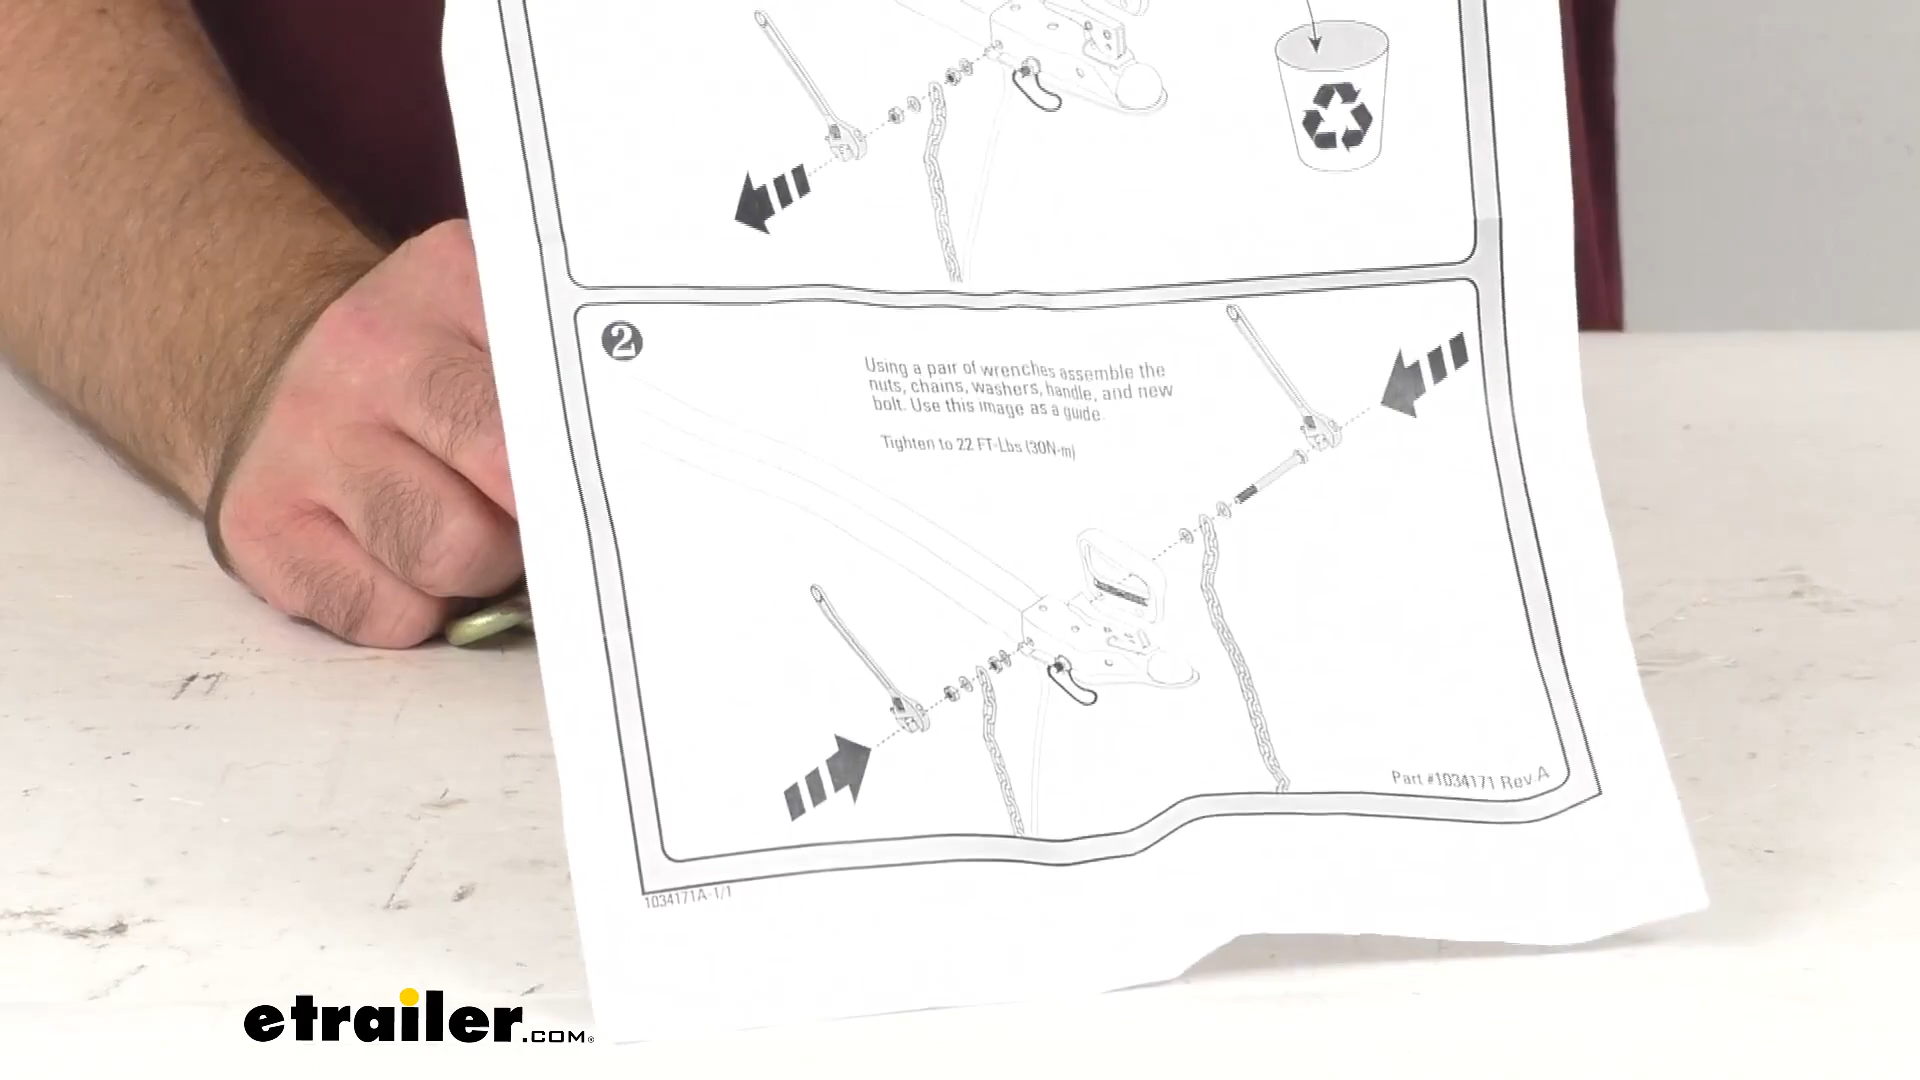 2
Using a pair of wrenches assemble the
nuts, chains, washers, handle, and new
bolt. Use this image as a guide.
Tighten to 22 FT-Lbs (30N-m)
Part #1034171 Rev.A
1034171A-1/1
etrailer.COM®